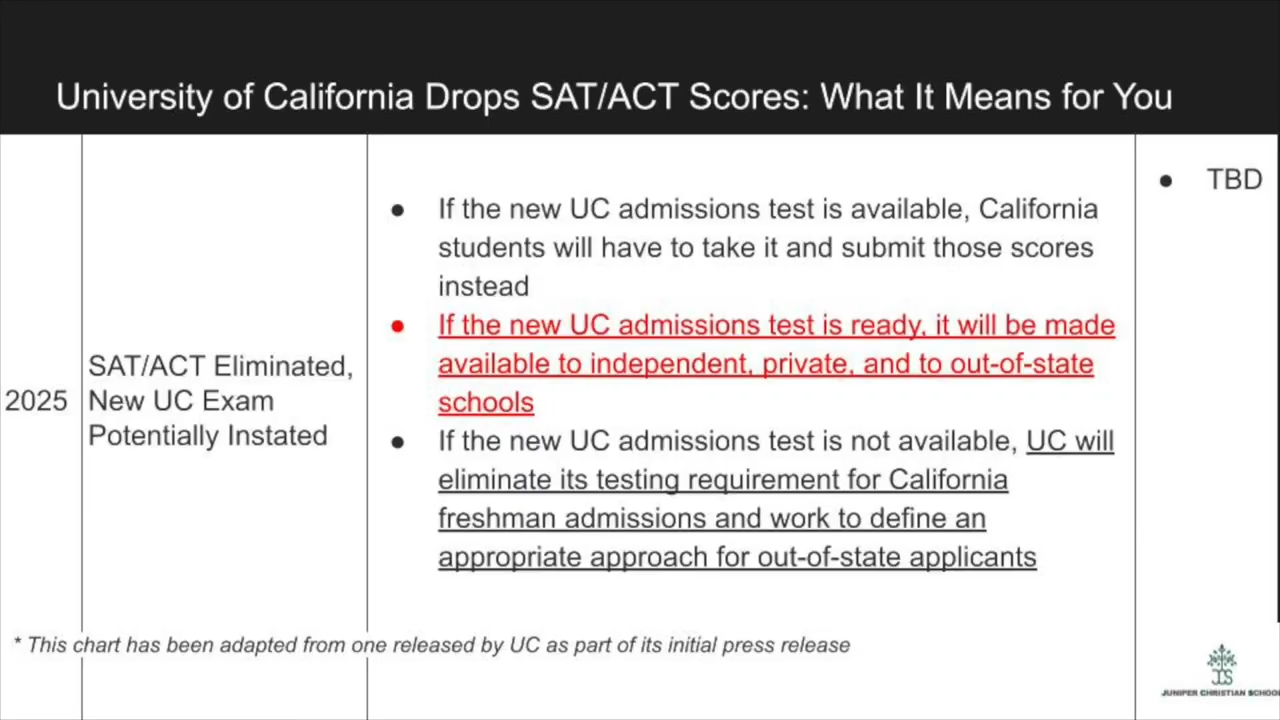 University of California Drops SAT/ACT Scores: What It Means for You
2025
SAT/ACT Eliminated,
New UC Exam
Potentially Instated
● If the new UC admissions test is available, California
students will have to take it and submit those scores
instead
● If the new UC admissions test is ready, it will be made
available to independent, private, and to out-of-state
schools
● If the new UC admissions test is not available, UC will
eliminate its testing requirement for California
freshman admissions and work to define an
appropriate approach for out-of-state applicants
● TBD
* This chart has been adapted from one released by UC as part of its initial press release
JCS
JUNIPER CHRISTIAN SCHOOL